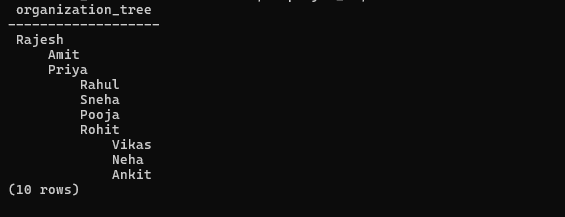 organization_tree
-------------------
Rajesh
Amit
Priya
Rahul
Sneha
Pooja
Rohit
Vikas
Neha
Ankit
(10 rows)